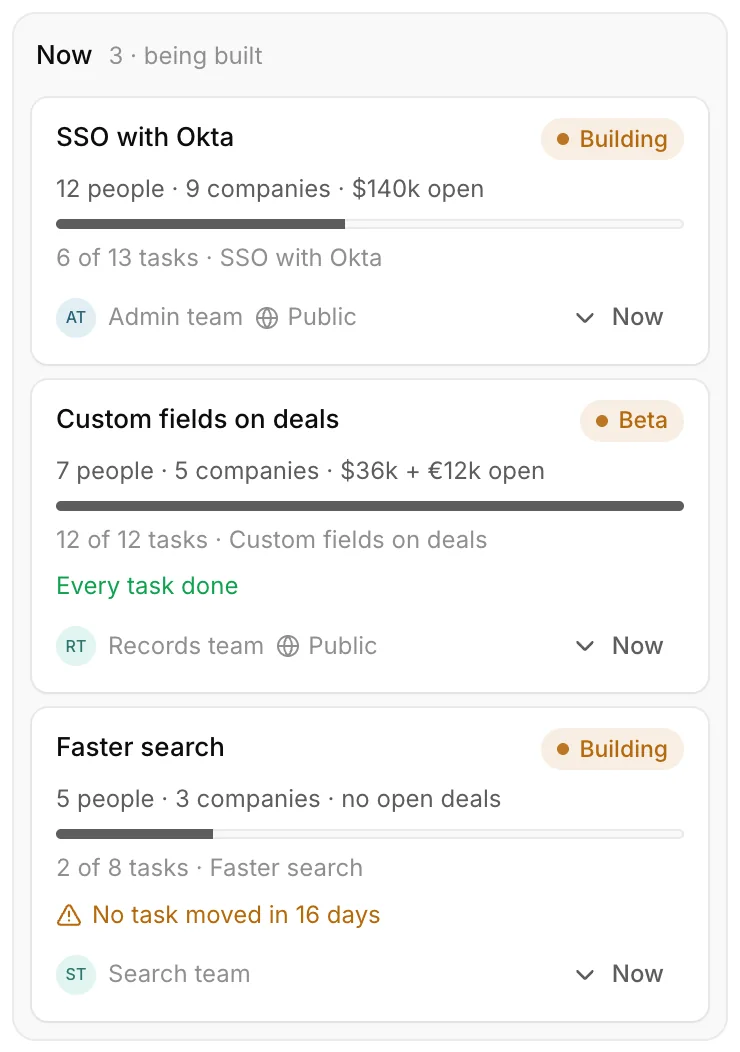 Now 3 · being built
SSO with Okta
Building
12 people · 9 companies · $140k open
6 of 13 tasks · SSO with Okta
AT Admin team Public
Now
Custom fields on deals
Beta
7 people · 5 companies · $36k + €12k open
12 of 12 tasks · Custom fields on deals
Every task done
RT Records team Public
Now
Faster search
Building
5 people · 3 companies · no open deals
2 of 8 tasks · Faster search
No task moved in 16 days
ST Search team
Now